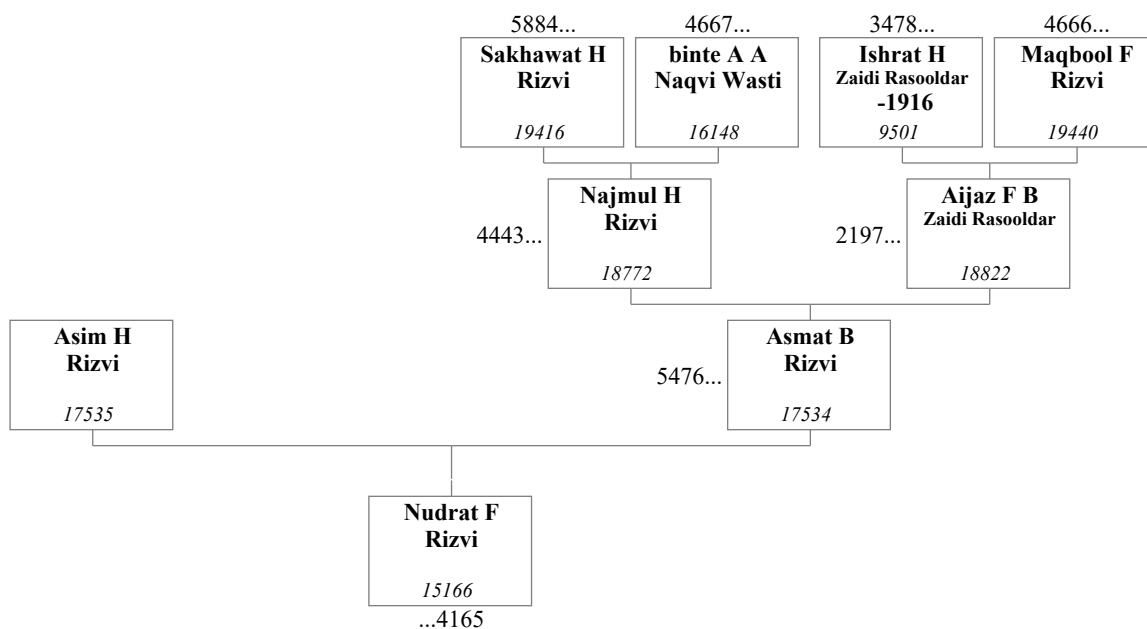 5884...
4667...
3478...
4666...
Sakhawat H
Rizvi
19416
binte A A
Naqvi Wasti
16148
Ishrat H
Zaidi Rasooldar
-1916
9501
Maqbool F
Rizvi
19440
4443...
Najmul H
Rizvi
18772
2197...
Aijaz F B
Zaidi Rasooldar
18822
Asim H
Rizvi
17535
5476...
Asmat B
Rizvi
17534
Nudrat F
Rizvi
15166
...4165